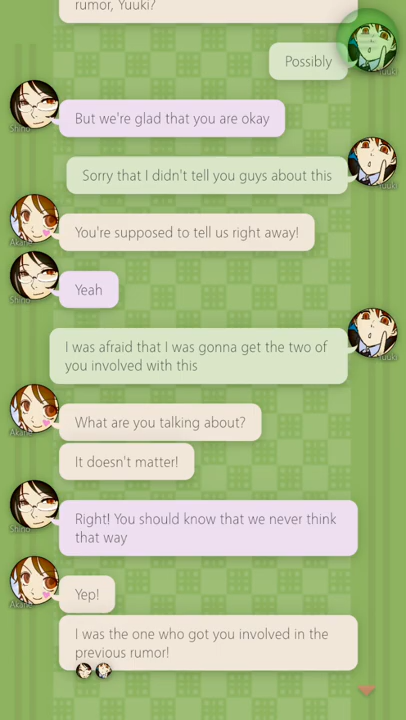 rumor, Yuuki?
Possibly
Yuuki
But we're glad that you are okay
Shino
Sorry that I didn't tell you guys about this
Yuuki
You're supposed to tell us right away!
Akane
Yeah
Shino
I was afraid that I was gonna get the two of
you involved with this
Yuuki
What are you talking about?
Akane
It doesn't matter!
Right! You should know that we never think
that way
Shino
Yep!
Akane
I was the one who got you involved in the
previous rumor!